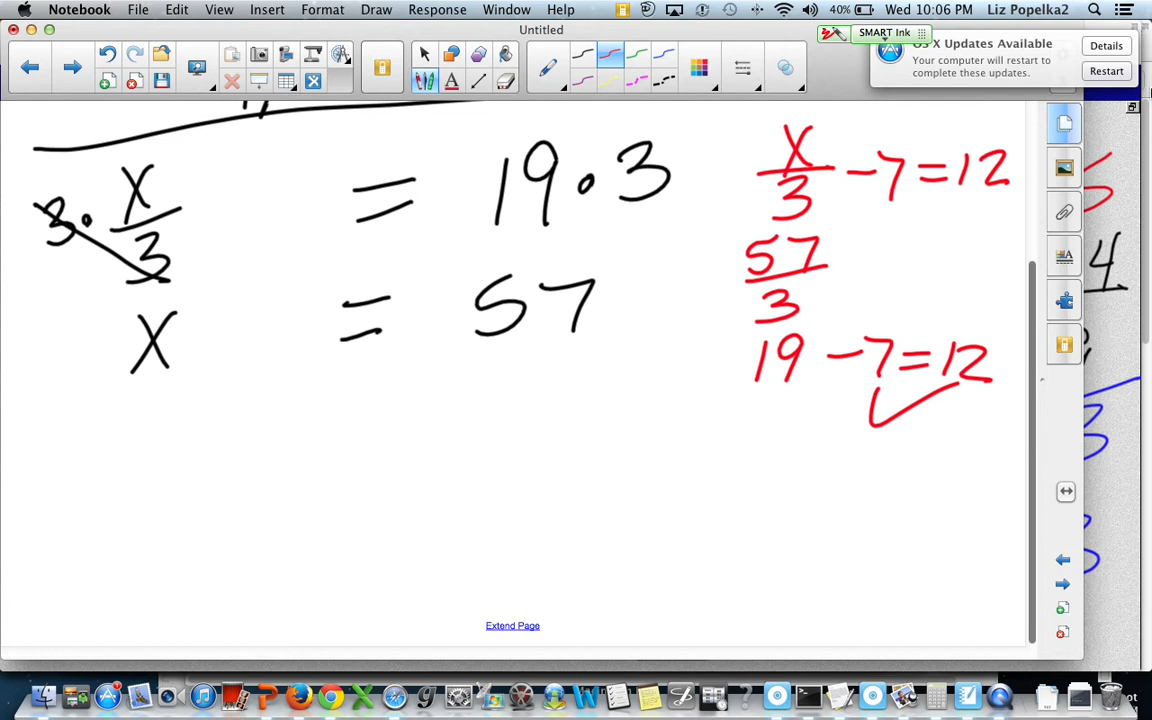 Notebook File Edit View Insert Format Draw Response Window Help 40% Wed 10:06 PM Liz Popelka2
Untitled
SMART Ink
OS X Updates Available
Your computer will restart to complete these updates.
Details
Restart
3 · x/3 = 19 · 3
x = 57
x/3 - 7 = 12
57/3
19 - 7 = 12
4
Extend Page